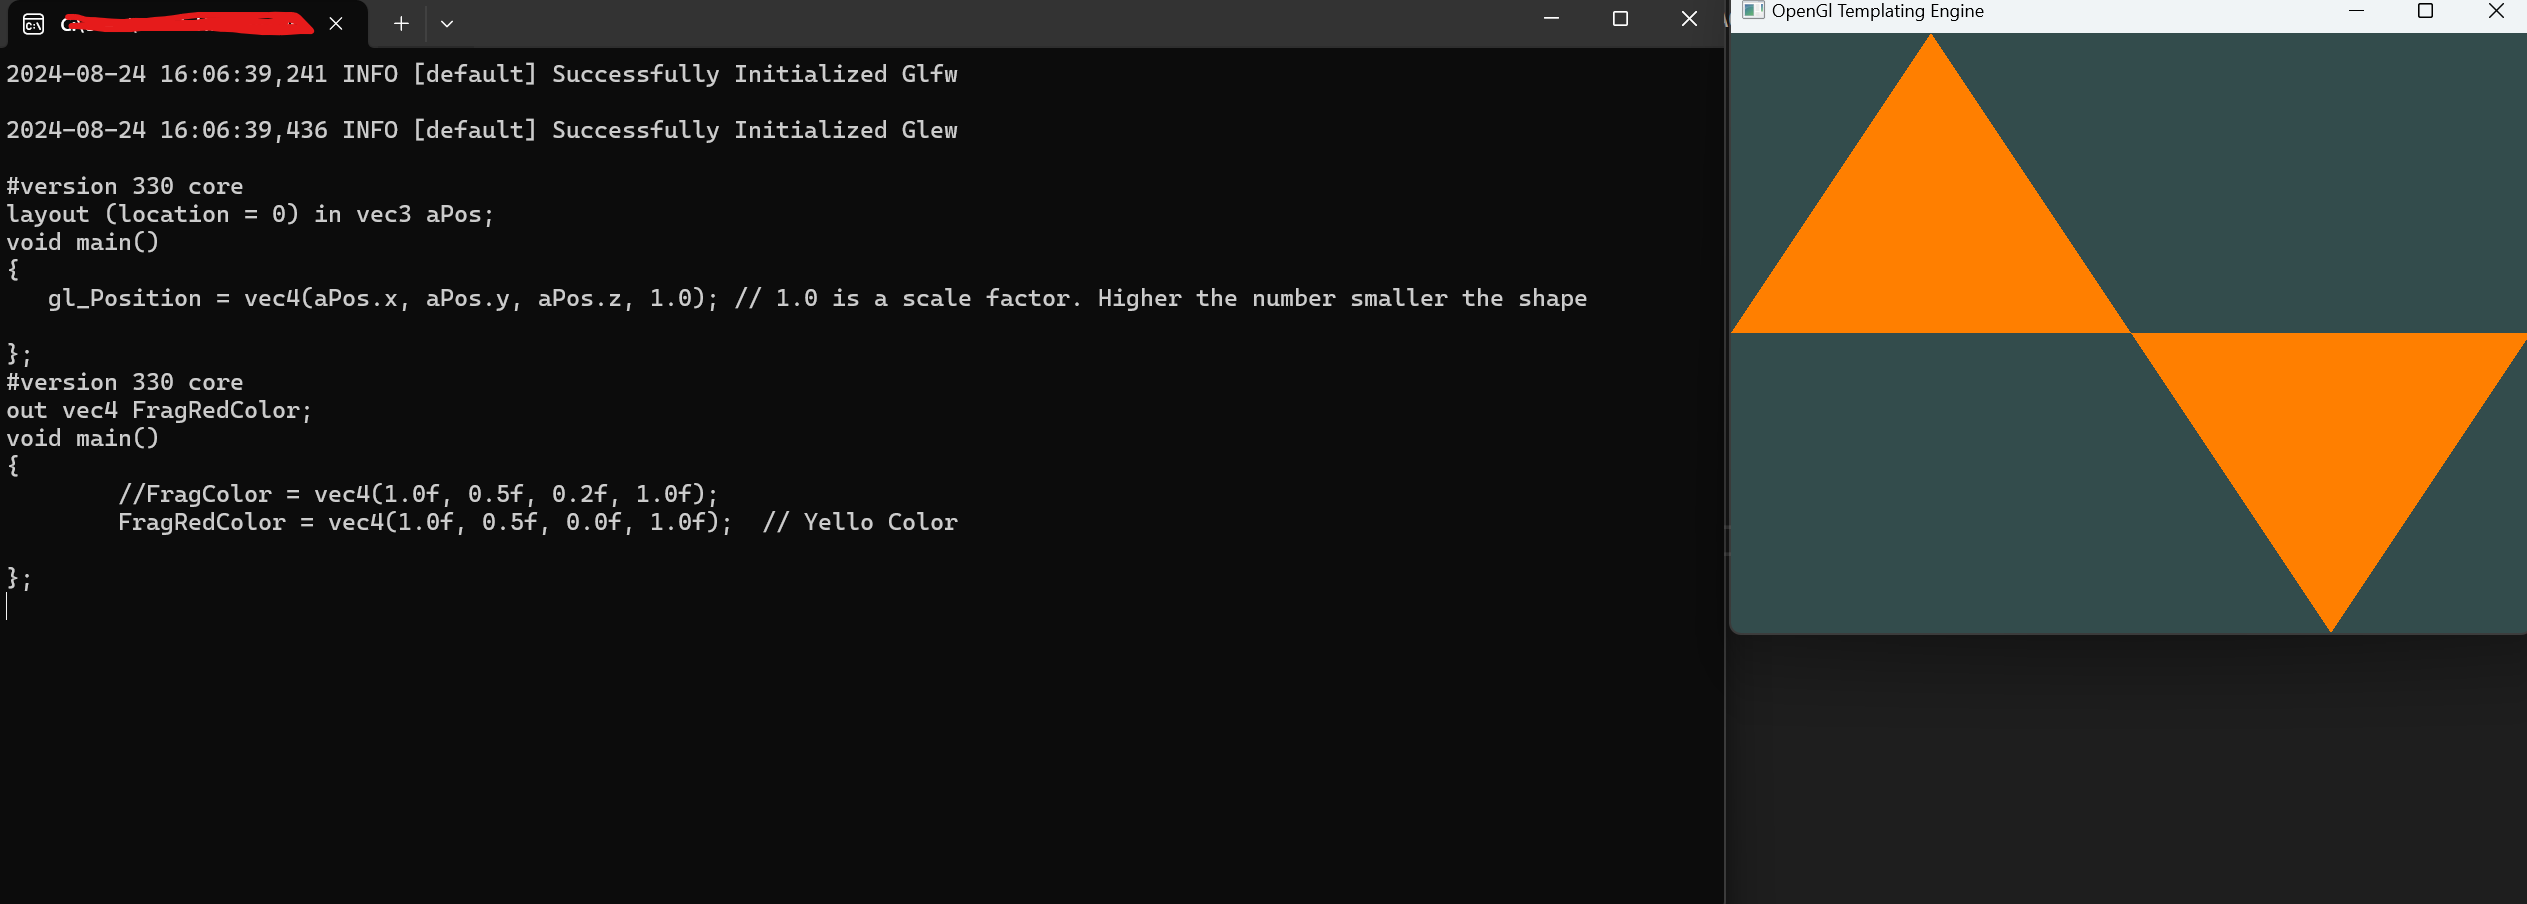 2024-08-24 16:06:39,241 INFO [default] Successfully Initialized Glfw
2024-08-24 16:06:39,436 INFO [default] Successfully Initialized Glew
#version 330 core
layout (location = 0) in vec3 aPos;
void main()
{
   gl_Position = vec4(aPos.x, aPos.y, aPos.z, 1.0); // 1.0 is a scale factor. Higher the number smaller the shape
};
#version 330 core
out vec4 FragRedColor;
void main()
{
        //FragColor = vec4(1.0f, 0.5f, 0.2f, 1.0f);
        FragRedColor = vec4(1.0f, 0.5f, 0.0f, 1.0f);  // Yello Color
};
OpenGl Templating Engine